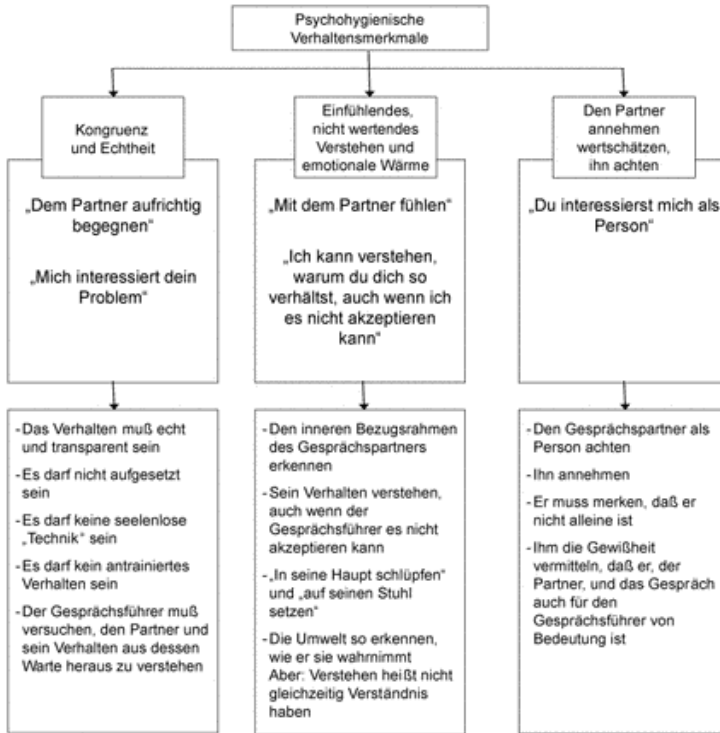 Psychohygienische
Verhaltensmerkmale
Kongruenz
und Echtheit
„Dem Partner aufrichtig
begegnen“
„Mich interessiert dein
Problem“
- Das Verhalten muß echt
und transparent sein
- Es darf nicht aufgesetzt
sein
- Es darf keine seelenlose
„Technik“ sein
- Es darf kein antrainiertes
Verhalten sein
- Der Gesprächsführer muß
versuchen, den Partner und
sein Verhalten aus dessen
Warte heraus zu verstehen
Einfühlendes,
nicht wertendes
Verstehen und
emotionale Wärme
„Mit dem Partner fühlen“
„Ich kann verstehen,
warum du dich so
verhältst, auch wenn ich
es nicht akzeptieren
kann“
- Den inneren Bezugsrahmen
des Gesprächspartners
erkennen
- Sein Verhalten verstehen,
auch wenn der
Gesprächsführer es nicht
akzeptieren kann
- „In seine Haupt schlüpfen“
und „auf seinen Stuhl
setzen“
- Die Umwelt so erkennen,
wie er sie wahrnimmt
Aber: Verstehen heißt nicht
gleichzeitig Verständnis
haben
Den Partner
annehmen
wertschätzen,
ihn achten
„Du interessierst mich als
Person“
- Den Gesprächspartner als
Person achten
- Ihn annehmen
- Er muss merken, daß er
nicht alleine ist
- Ihm die Gewißheit
vermitteln, daß er, der
Partner, und das Gespräch
auch für den
Gesprächsführer von
Bedeutung ist